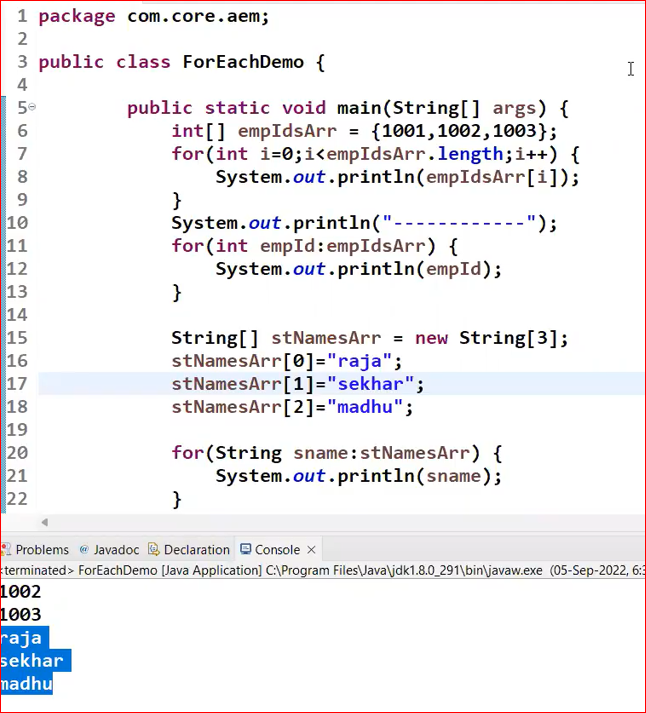 1 package com.core.aem;
2
3 public class ForEachDemo {
4
5 public static void main(String[] args) {
6 int[] empIdsArr = {1001,1002,1003};
7 for(int i=0;i<empIdsArr.length;i++) {
8 System.out.println(empIdsArr[i]);
9 }
10 System.out.println("------------");
11 for(int empId:empIdsArr) {
12 System.out.println(empId);
13 }
14
15 String[] stNamesArr = new String[3];
16 stNamesArr[0]="raja";
17 stNamesArr[1]="sekhar";
18 stNamesArr[2]="madhu";
19
20 for(String sname:stNamesArr) {
21 System.out.println(sname);
22 }
Problems @ Javadoc Declaration Console
<terminated> ForEachDemo [Java Application] C:\Program Files\Java\jdk1.8.0_291\bin\javaw.exe (05-Sep-2022,
1002
1003
raja
sekhar
madhu